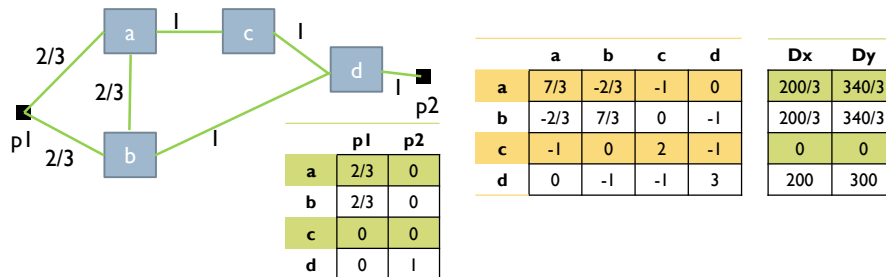 a
1
c
1
2/3
d
2/3
1
p2
p1
2/3
b
1
p1 p2
a 2/3 0
b 2/3 0
c 0 0
d 0 1
a b c d
a 7/3 -2/3 -1 0
b -2/3 7/3 0 -1
c -1 0 2 -1
d 0 -1 -1 3
Dx Dy
200/3 340/3
200/3 340/3
0 0
200 300